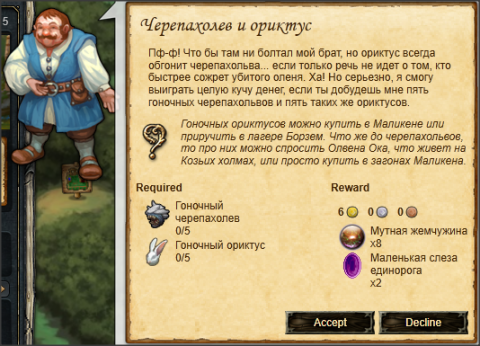 5
Черепахолев и ориктус
Пф-ф! Что бы там ни болтал мой брат, но ориктус всегда
обгонит черепахольва... если только речь не идет о том, кто
быстрее сожрет убитого оленя. Ха! Но серьезно, я смогу
выиграть целую кучу денег, если ты добудешь мне пять
гоночных черепахольвов и пять таких же ориктусов.
Гоночных ориктусов можно купить в Маликене или
приручить в лагере Борзем. Что же до черепахольвов,
то про них можно спросить Олвена Ока, что живет на
Козьих холмах, или просто купить в загонах Маликена.
Required
Reward
Гоночный
черепахолев
0/5
Гоночный ориктус
0/5
6 0 0
Мутная жемчужина
x8
Маленькая слеза
единорога
x2
Accept
Decline